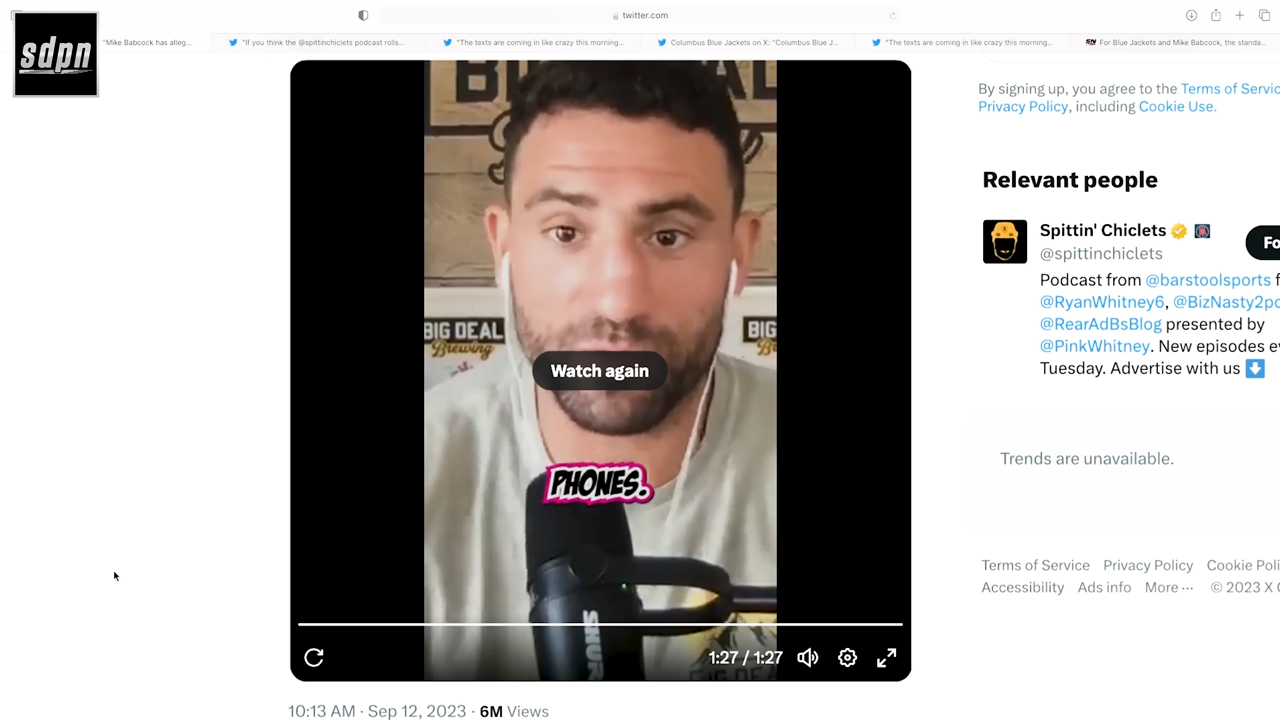 twitter.com
sdpn
"Mike Babcock has alleg...
"If you think the @spittinchiclets podcast rolls...
"The texts are coming in like crazy this morning...
Columbus Blue Jackets on X: "Columbus Blue J...
"The texts are coming in like crazy this morning...
SN
For Blue Jackets and Mike Babcock, the standa...
By signing up, you agree to the Terms of Servic
Privacy Policy, including Cookie Use.
Relevant people
Spittin' Chiclets
@spittinchiclets
Fo
Podcast from @barstoolsports f
@RyanWhitney6, @BizNasty2po
@RearAdBsBlog presented by
@PinkWhitney. New episodes ev
Tuesday. Advertise with us
Trends are unavailable.
Terms of Service Privacy Policy Cookie Poli
Accessibility Ads info More ··· © 2023 X C
BIG DEAL
Brewing
BIG
Watch again
PHONES.
SHURE
1:27 / 1:27
10:13 AM · Sep 12, 2023 · 6M Views